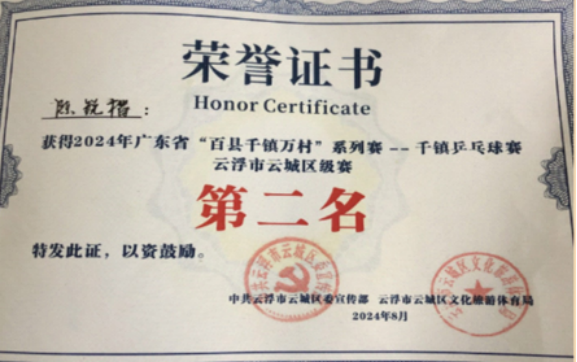 荣誉证书
Honor Certificate
陈锐楷：
获得2024年广东省“百县千镇万村”系列赛--千镇乒乓球赛
云浮市云城区级赛
第二名
特发此证，以资鼓励。
中共云浮市云城区委宣传部 云浮市云城区文化旅游体育局
2024年8月